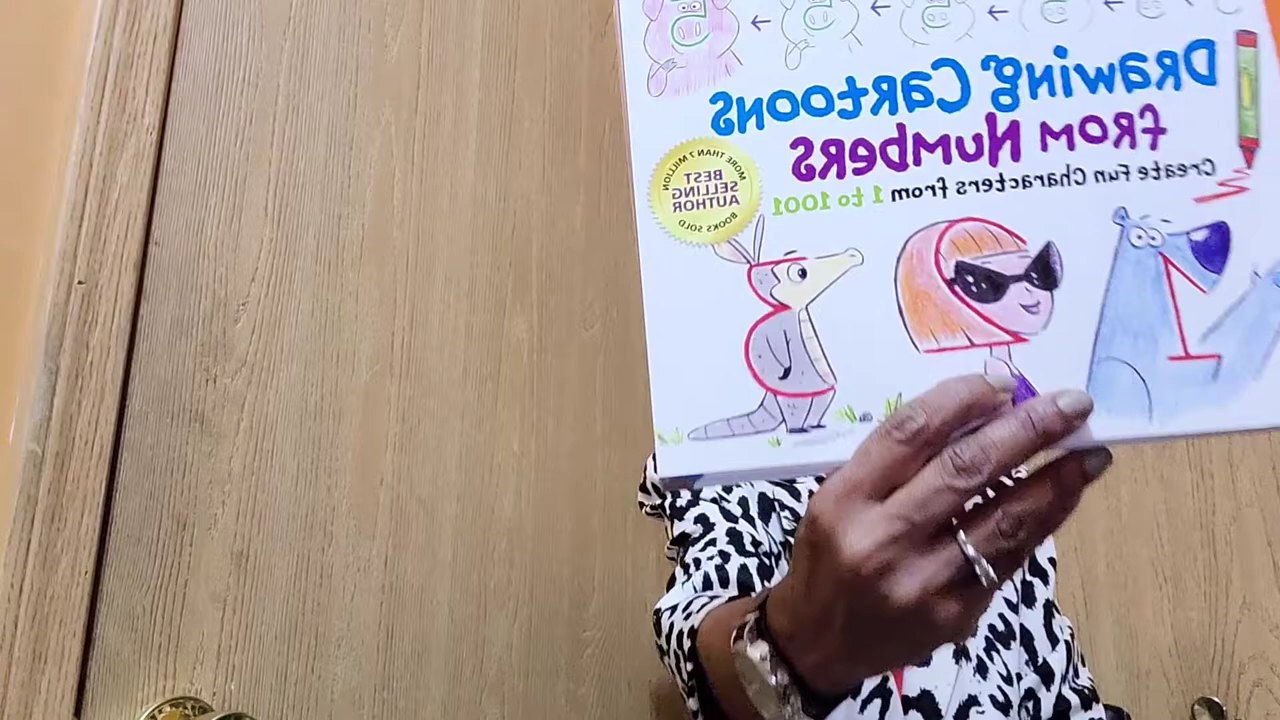 Drawing Cartoons
from Numbers
Create Fun Characters from 1 to 1001
MORE THAN 7 MILLION
BEST
SELLING
AUTHOR
BOOKS SOLD